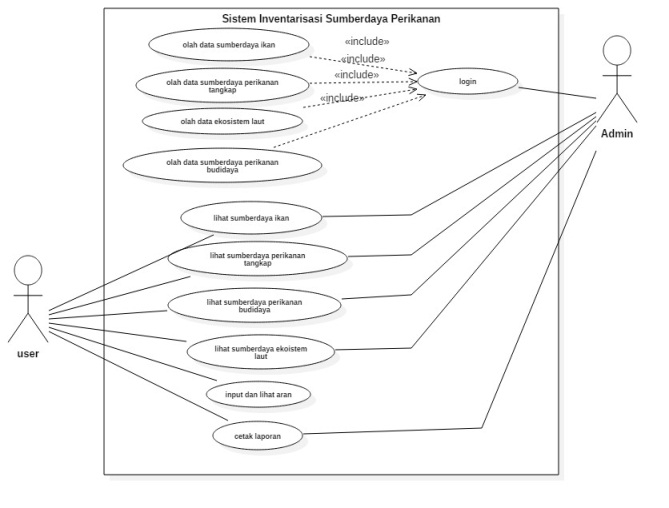 Sistem Inventarisasi Sumberdaya Perikanan
olah data sumberdaya ikan
«include»
«include»
olah data sumberdaya perikanan
tangkap
«include»
login
«include»
olah data ekosistem laut
Admin
olah data sumberdaya perikanan
budidaya
lihat sumberdaya ikan
lihat sumberdaya perikanan
tangkap
lihat sumberdaya perikanan
budidaya
lihat sumberdaya ekoistem
laut
user
input dan lihat aran
cetak laporan